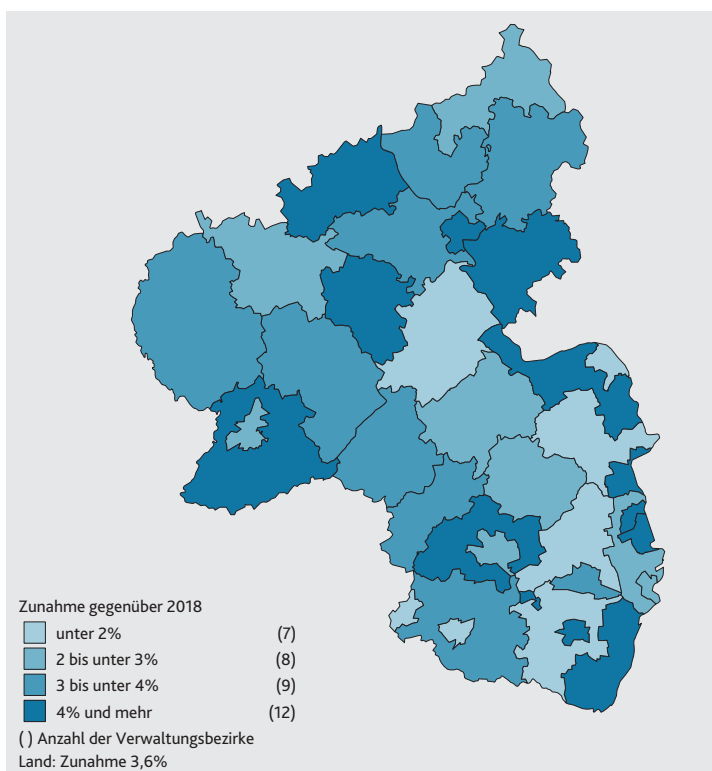 Zunahme gegenüber 2018
unter 2% (7)
2 bis unter 3% (8)
3 bis unter 4% (9)
4% und mehr (12)
( ) Anzahl der Verwaltungsbezirke
Land: Zunahme 3,6%